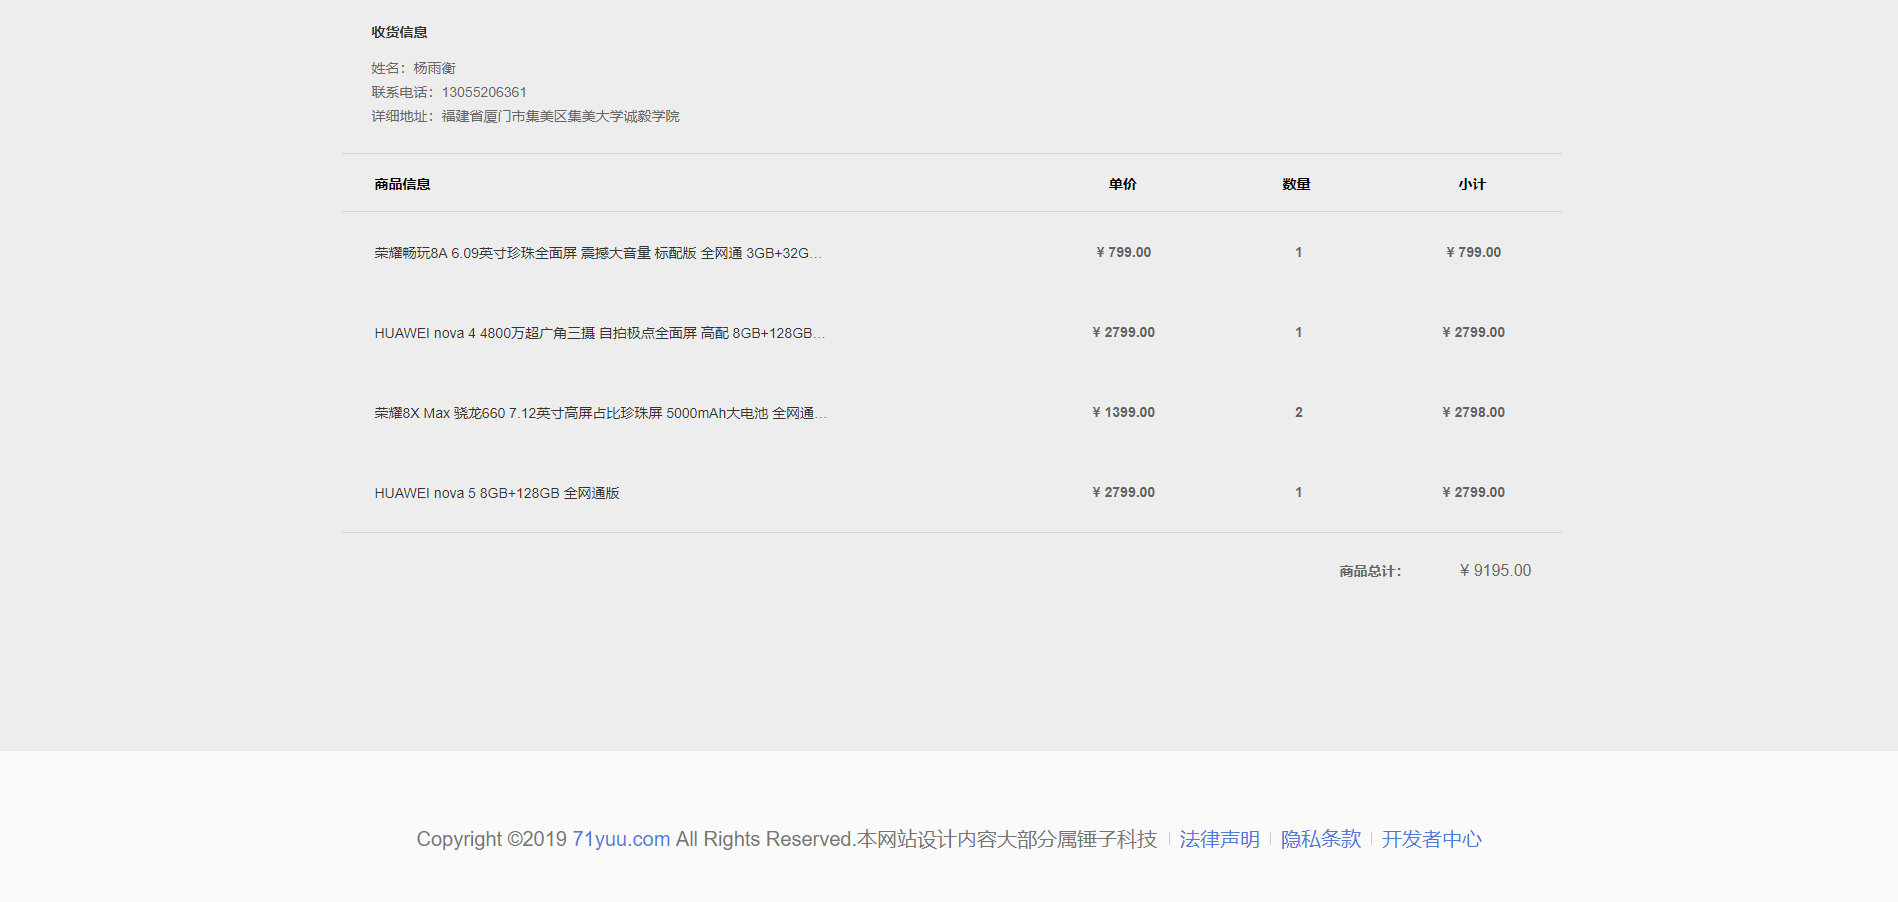 收货信息
姓名：杨雨衡
联系电话：13055206361
详细地址：福建省厦门市集美区集美大学诚毅学院
商品信息 单价 数量 小计
荣耀畅玩8A 6.09英寸珍珠全面屏 震撼大音量 标配版 全网通 3GB+32G... ¥ 799.00 1 ¥ 799.00
HUAWEI nova 4 4800万超广角三摄 自拍极点全面屏 高配 8GB+128GB... ¥ 2799.00 1 ¥ 2799.00
荣耀8X Max 骁龙660 7.12英寸高屏占比珍珠屏 5000mAh大电池 全网通... ¥ 1399.00 2 ¥ 2798.00
HUAWEI nova 5 8GB+128GB 全网通版 ¥ 2799.00 1 ¥ 2799.00
商品总计： ¥ 9195.00
Copyright ©2019 71yuu.com All Rights Reserved.本网站设计内容大部分属锤子科技 | 法律声明 | 隐私条款 | 开发者中心